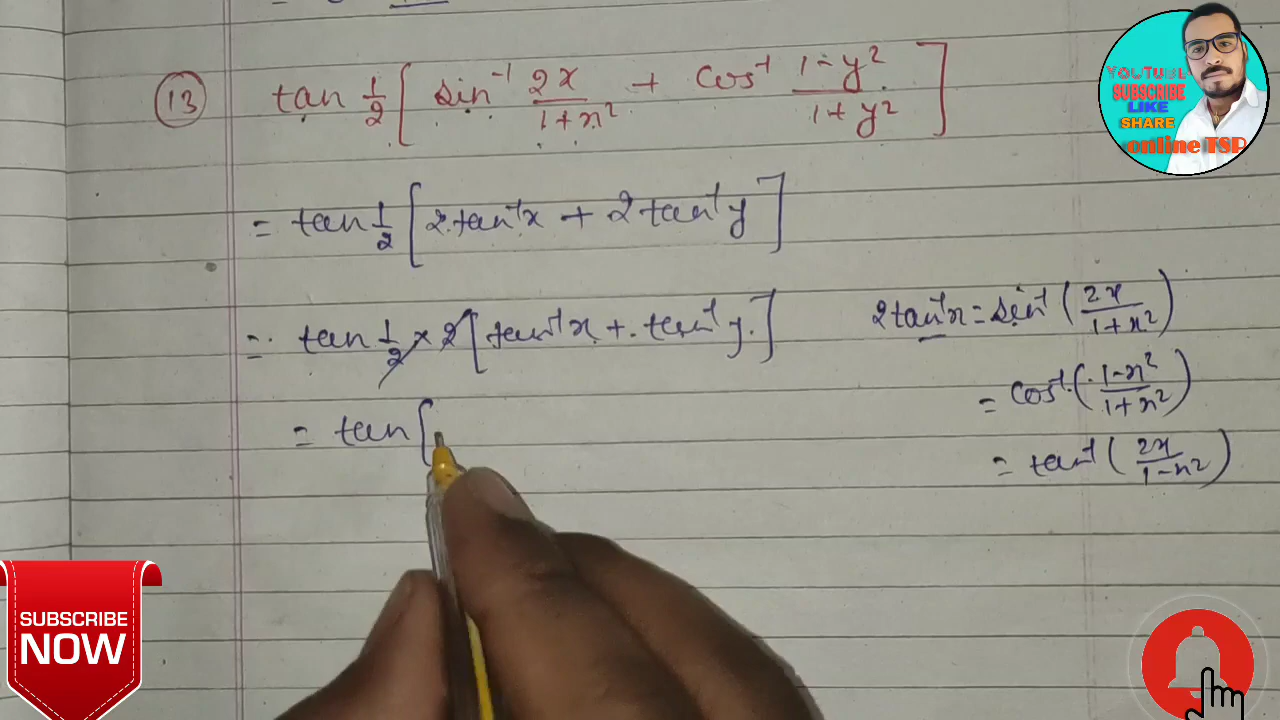 YOUTUBE
SUBSCRIBE
LIKE
SHARE
online TSP
(13) tan 1/2 [ sin⁻¹ 2x/1+x² + cos⁻¹ 1-y²/1+y² ]
= tan 1/2 [ 2 tan⁻¹x + 2 tan⁻¹y ]
= tan 1/2 × 2 [ tan⁻¹x + tan⁻¹y ]
= tan [
2tan⁻¹x = sin⁻¹ ( 2x/1+x² )
= cos⁻¹ ( 1-x²/1+x² )
= tan⁻¹ ( 2x/1-x² )
SUBSCRIBE
NOW